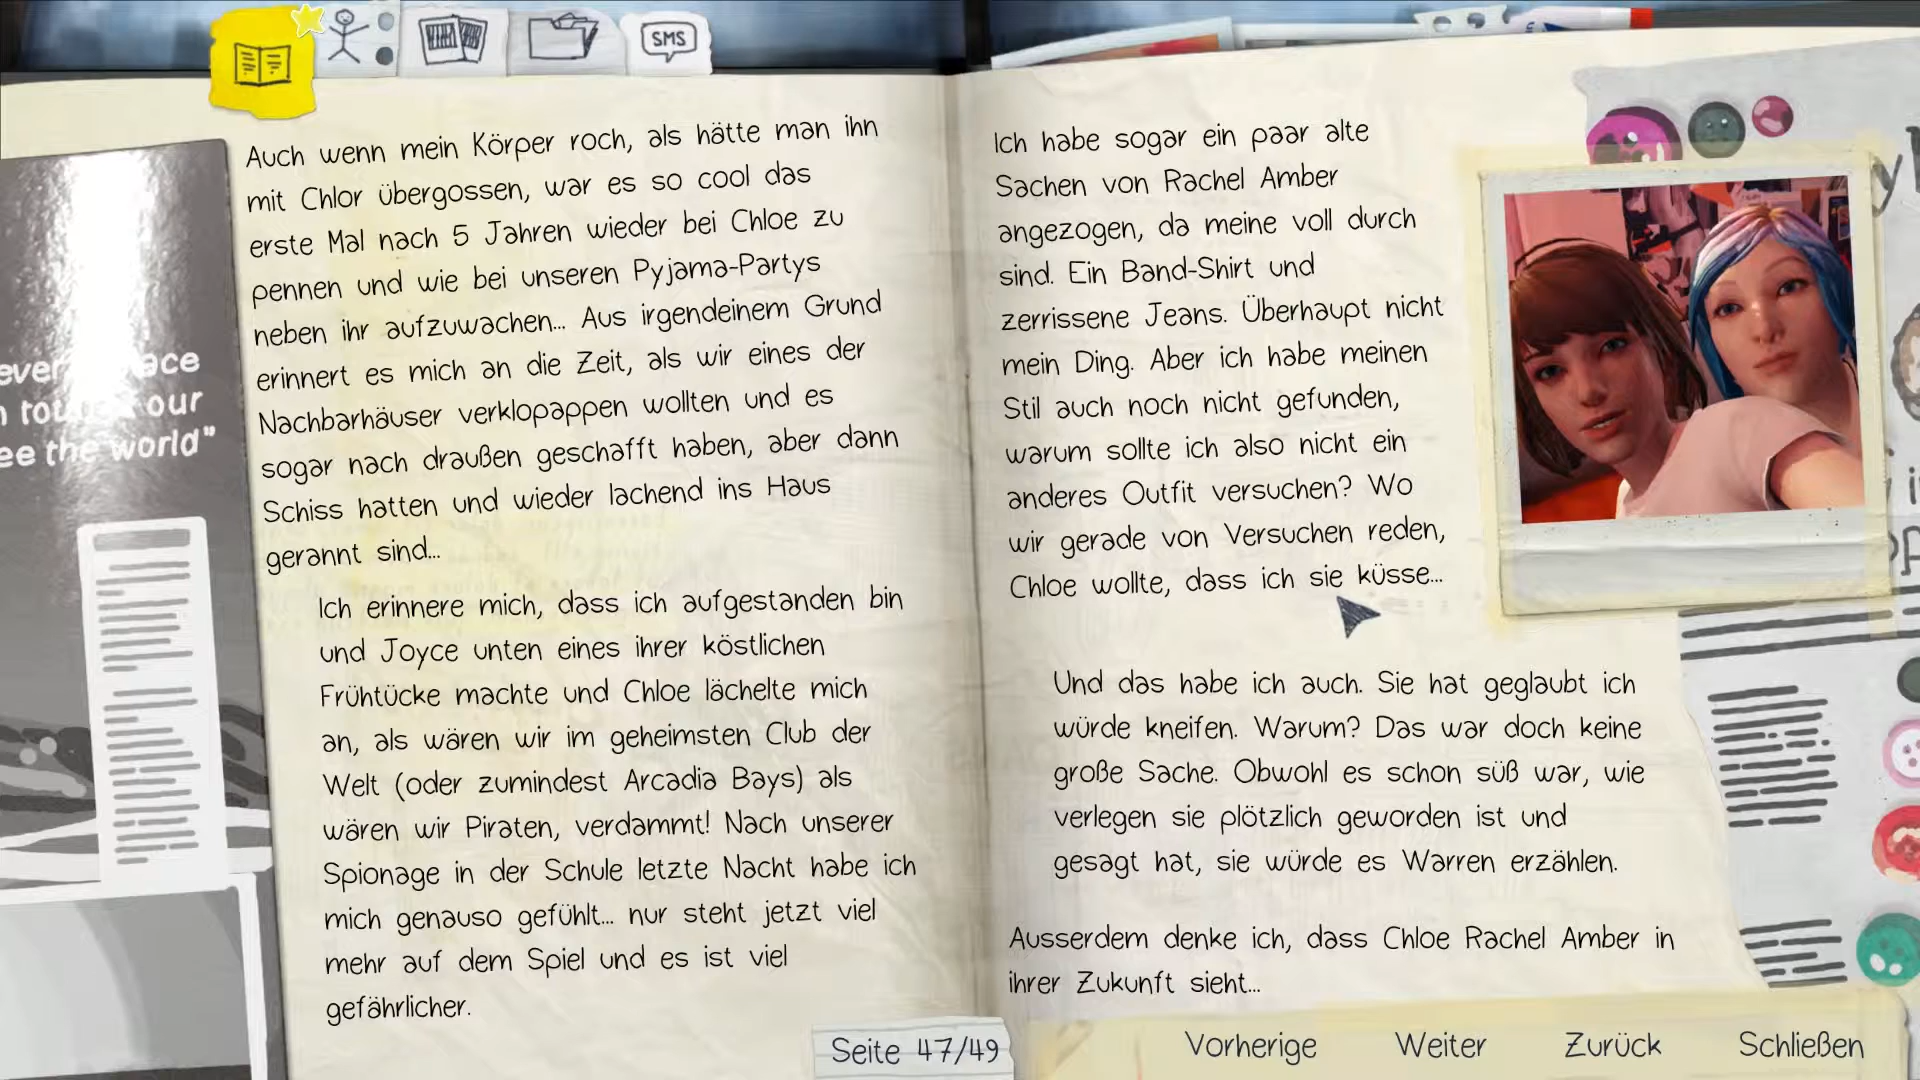 SMS
Auch wenn mein Körper roch, als hätte man ihn
mit Chlor übergossen, war es so cool das
erste Mal nach 5 Jahren wieder bei Chloe zu
pennen und wie bei unseren Pyjama-Partys
neben ihr aufzuwachen... Aus irgendeinem Grund
erinnert es mich an die Zeit, als wir eines der
Nachbarhäuser verklopappen wollten und es
sogar nach draußen geschafft haben, aber dann
Schiss hatten und wieder lachend ins Haus
gerannt sind...
Ich erinnere mich, dass ich aufgestanden bin
und Joyce unten eines ihrer köstlichen
Frühtücke machte und Chloe lächelte mich
an, als wären wir im geheimsten Club der
Welt (oder zumindest Arcadia Bays) als
wären wir Piraten, verdammt! Nach unserer
Spionage in der Schule letzte Nacht habe ich
mich genauso gefühlt... nur steht jetzt viel
mehr auf dem Spiel und es ist viel
gefährlicher.
Ich habe sogar ein paar alte
Sachen von Rachel Amber
angezogen, da meine voll durch
sind. Ein Band-Shirt und
zerrissene Jeans. Überhaupt nicht
mein Ding. Aber ich habe meinen
Stil auch noch nicht gefunden,
warum sollte ich also nicht ein
anderes Outfit versuchen? Wo
wir gerade von Versuchen reden,
Chloe wollte, dass ich sie küsse...
Und das habe ich auch. Sie hat geglaubt ich
würde kneifen. Warum? Das war doch keine
große Sache. Obwohl es schon süß war, wie
verlegen sie plötzlich geworden ist und
gesagt hat, sie würde es Warren erzählen.
Ausserdem denke ich, dass Chloe Rachel Amber in
ihrer Zukunft sieht...
our
the world"
Seite 47/49
Vorherige
Weiter
Zurück
Schließen